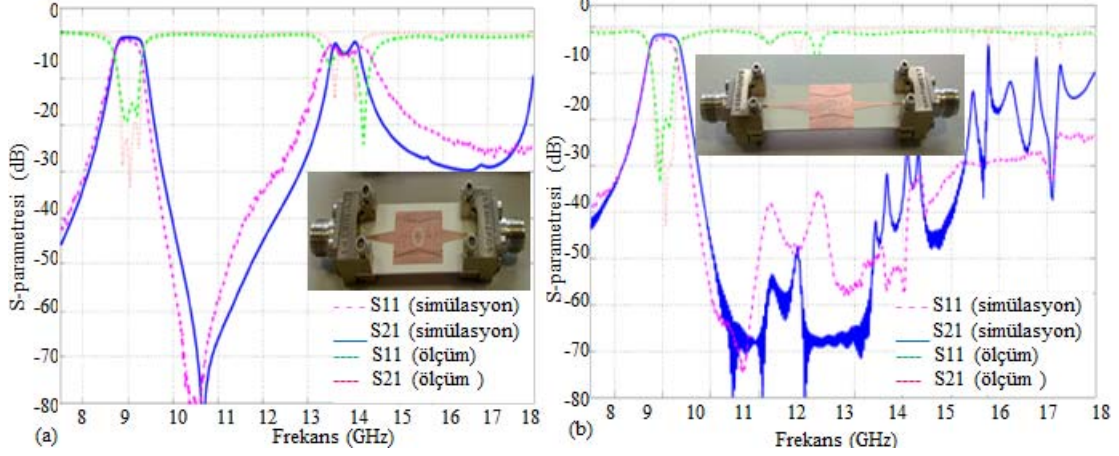 0
-10
-20
-30
-40
-50
-60
-70
-80
S-parametresi (dB)
8 9 10 11 12 13 14 15 16 17 18
Frekans (GHz)
(a)
S11 (simülasyon)
S21 (simülasyon)
S11 (ölçüm)
S21 (ölçüm )
0
-10
-20
-30
-40
-50
-60
-70
-80
S-parametresi (dB)
8 9 10 11 12 13 14 15 16 17 18
Frekans (GHz)
(b)
S11 (simülasyon)
S21 (simülasyon)
S11 (ölçüm)
S21 (ölçüm )